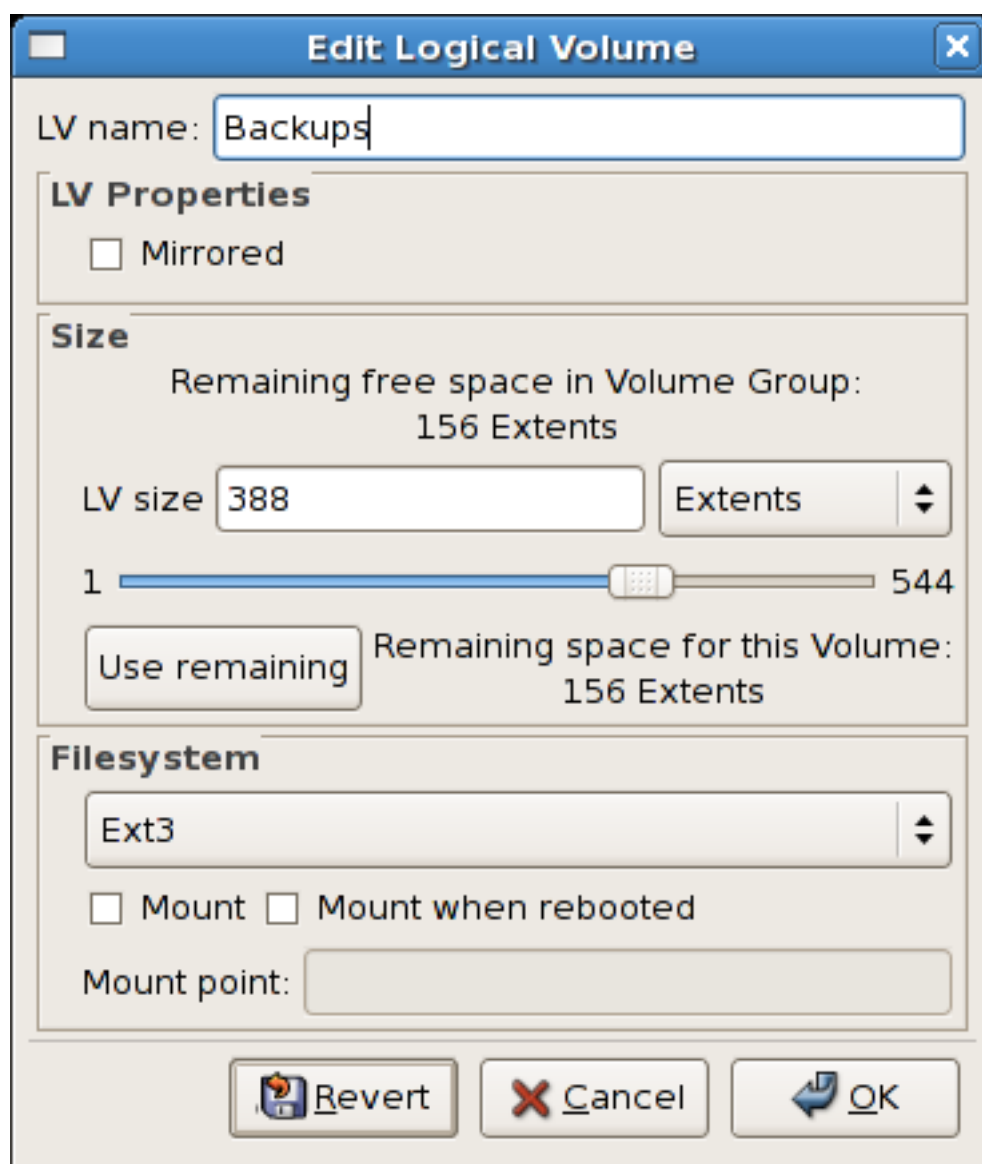 Edit Logical Volume
LV name: Backups
LV Properties
Mirrored
Size
Remaining free space in Volume Group:
156 Extents
LV size 388 Extents
1 544
Use remaining
Remaining space for this Volume:
156 Extents
Filesystem
Ext3
Mount Mount when rebooted
Mount point:
Revert Cancel OK